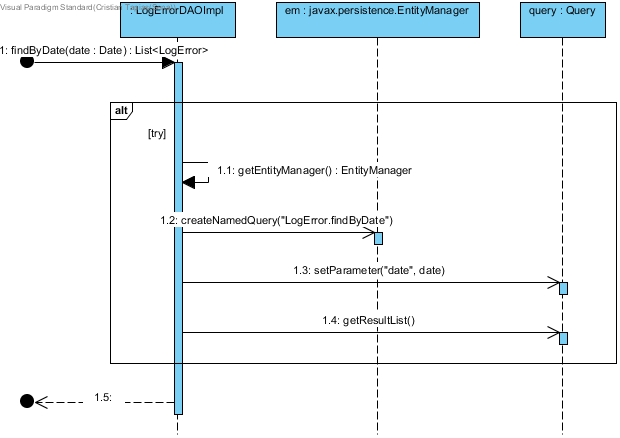 Visual Paradigm Standard(Cristian
: LogErrorDAOImpl
em : javax.persistence.EntityManager
query : Query
1: findByDate(date : Date) : List<LogError>
alt
[try]
1.1: getEntityManager() : EntityManager
1.2: createNamedQuery("LogError.findByDate")
1.3: setParameter("date", date)
1.4: getResultList()
1.5: